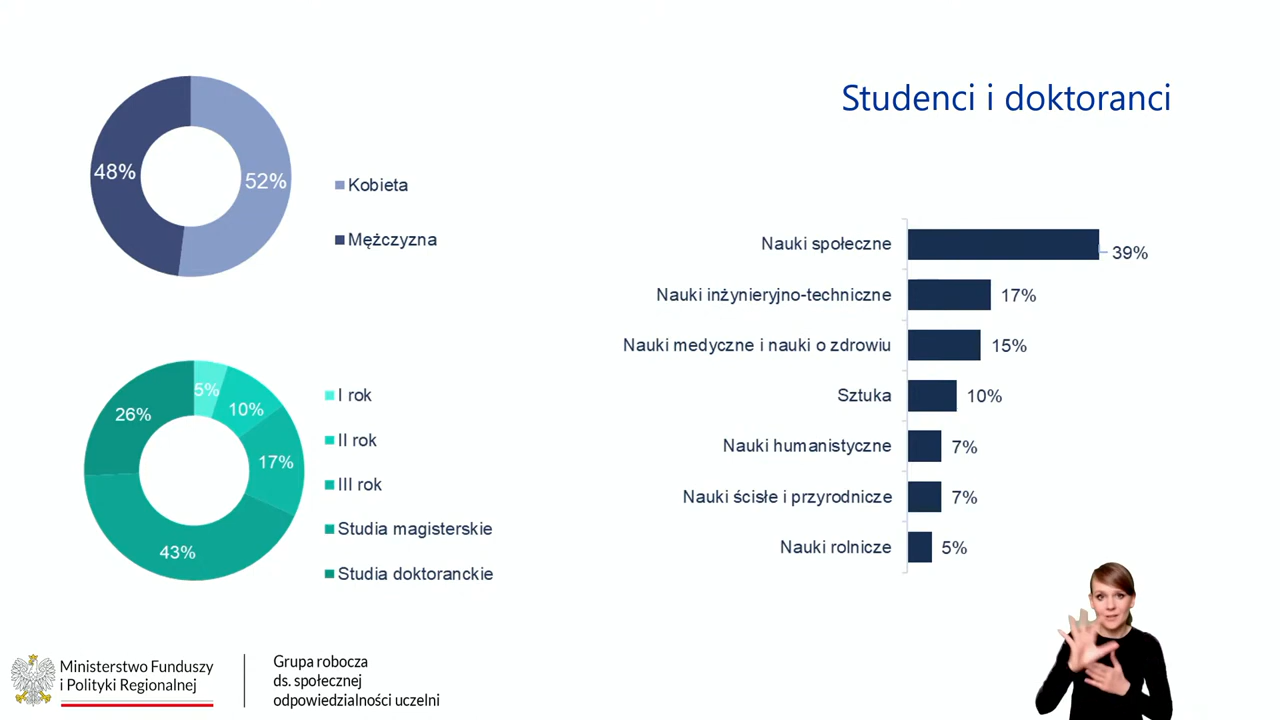 Studenci i doktoranci
48%
52%
Kobieta
Mężczyzna
5%
10%
17%
43%
26%
I rok
II rok
III rok
Studia magisterskie
Studia doktoranckie
Nauki społeczne 39%
Nauki inżynieryjno-techniczne 17%
Nauki medyczne i nauki o zdrowiu 15%
Sztuka 10%
Nauki humanistyczne 7%
Nauki ścisłe i przyrodnicze 7%
Nauki rolnicze 5%
Ministerstwo Funduszy
i Polityki Regionalnej
Grupa robocza
ds. społecznej
odpowiedzialności uczelni